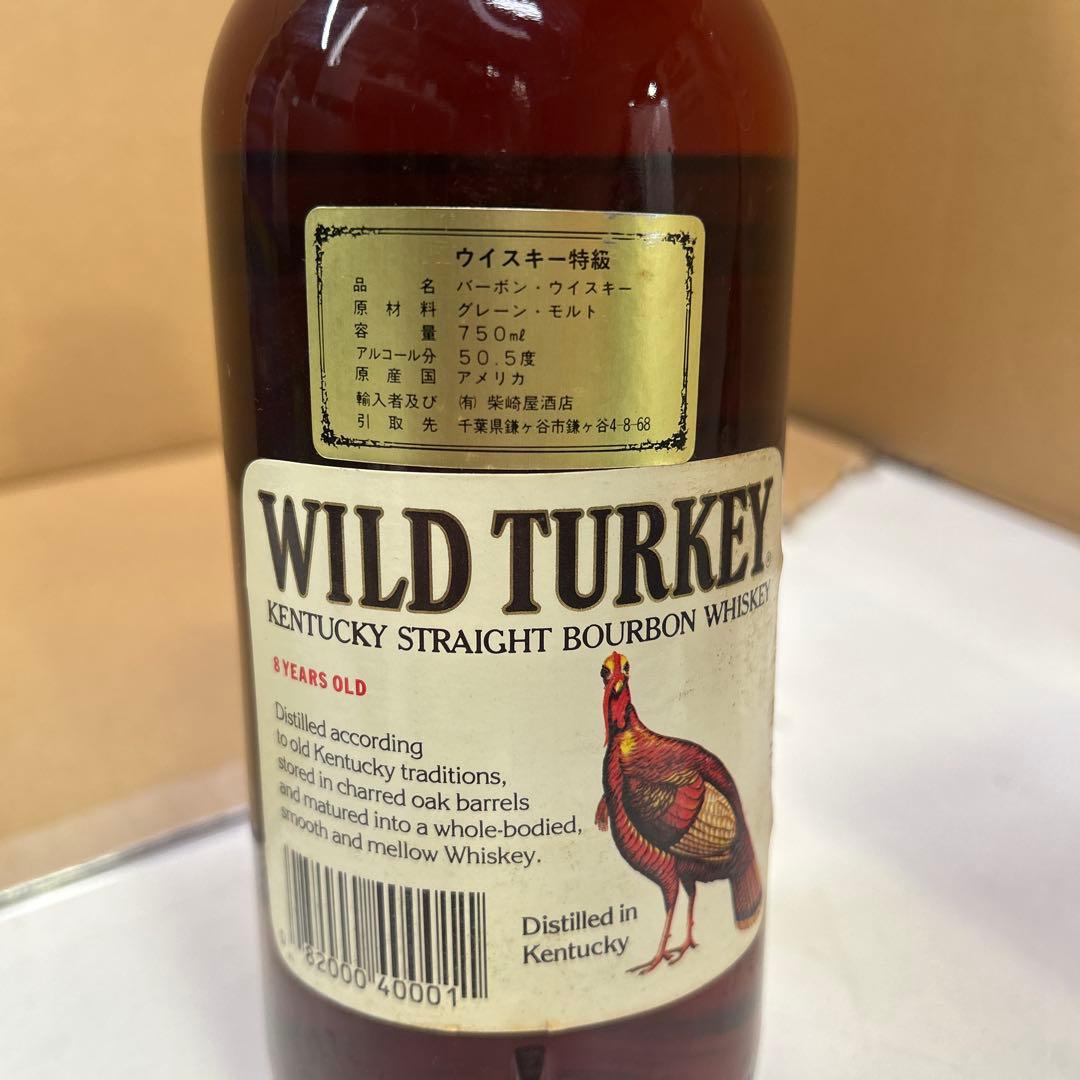 ウイスキー特級
品名 バーボン・ウイスキー
原材料 グレーン・モルト
容量 750㎖
アルコール分 50.5度
原産国 アメリカ
輸入者及び ㈲ 柴崎屋酒店
引取先 千葉県鎌ヶ谷市鎌ヶ谷4-8-68
WILD TURKEY®
KENTUCKY STRAIGHT BOURBON WHISKEY
8 YEARS OLD
Distilled according
to old Kentucky traditions,
stored in charred oak barrels
and matured into a whole-bodied,
smooth and mellow Whiskey.
Distilled in
Kentucky
82000 40001